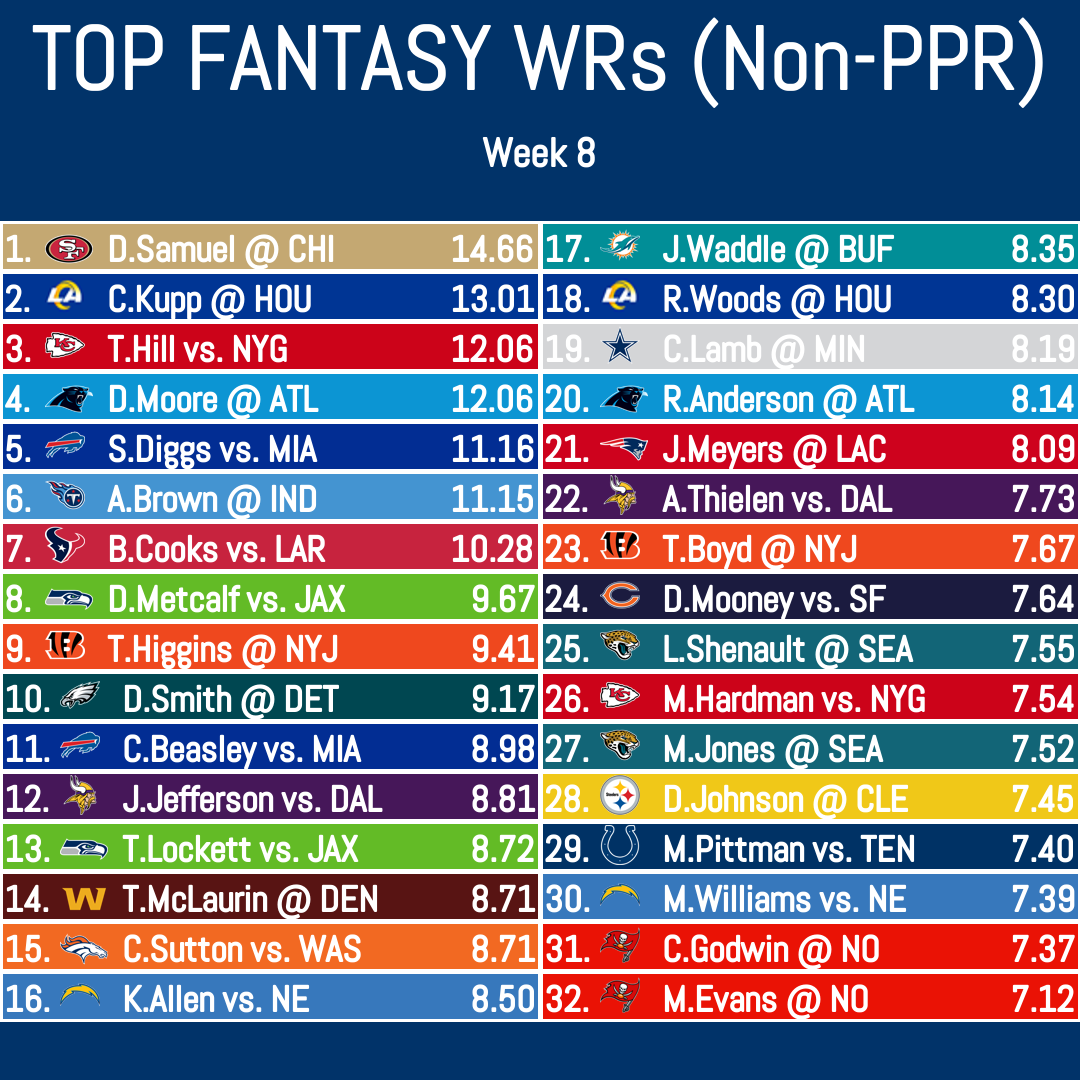 TOP FANTASY WRs (Non-PPR)
Week 8
1. D.Samuel @ CHI 14.66
2. C.Kupp @ HOU 13.01
3. T.Hill vs. NYG 12.06
4. D.Moore @ ATL 12.06
5. S.Diggs vs. MIA 11.16
6. A.Brown @ IND 11.15
7. B.Cooks vs. LAR 10.28
8. D.Metcalf vs. JAX 9.67
9. T.Higgins @ NYJ 9.41
10. D.Smith @ DET 9.17
11. C.Beasley vs. MIA 8.98
12. J.Jefferson vs. DAL 8.81
13. T.Lockett vs. JAX 8.72
14. T.McLaurin @ DEN 8.71
15. C.Sutton vs. WAS 8.71
16. K.Allen vs. NE 8.50
17. J.Waddle @ BUF 8.35
18. R.Woods @ HOU 8.30
19. C.Lamb @ MIN 8.19
20. R.Anderson @ ATL 8.14
21. J.Meyers @ LAC 8.09
22. A.Thielen vs. DAL 7.73
23. T.Boyd @ NYJ 7.67
24. D.Mooney vs. SF 7.64
25. L.Shenault @ SEA 7.55
26. M.Hardman vs. NYG 7.54
27. M.Jones @ SEA 7.52
28. D.Johnson @ CLE 7.45
29. M.Pittman vs. TEN 7.40
30. M.Williams vs. NE 7.39
31. C.Godwin @ NO 7.37
32. M.Evans @ NO 7.12